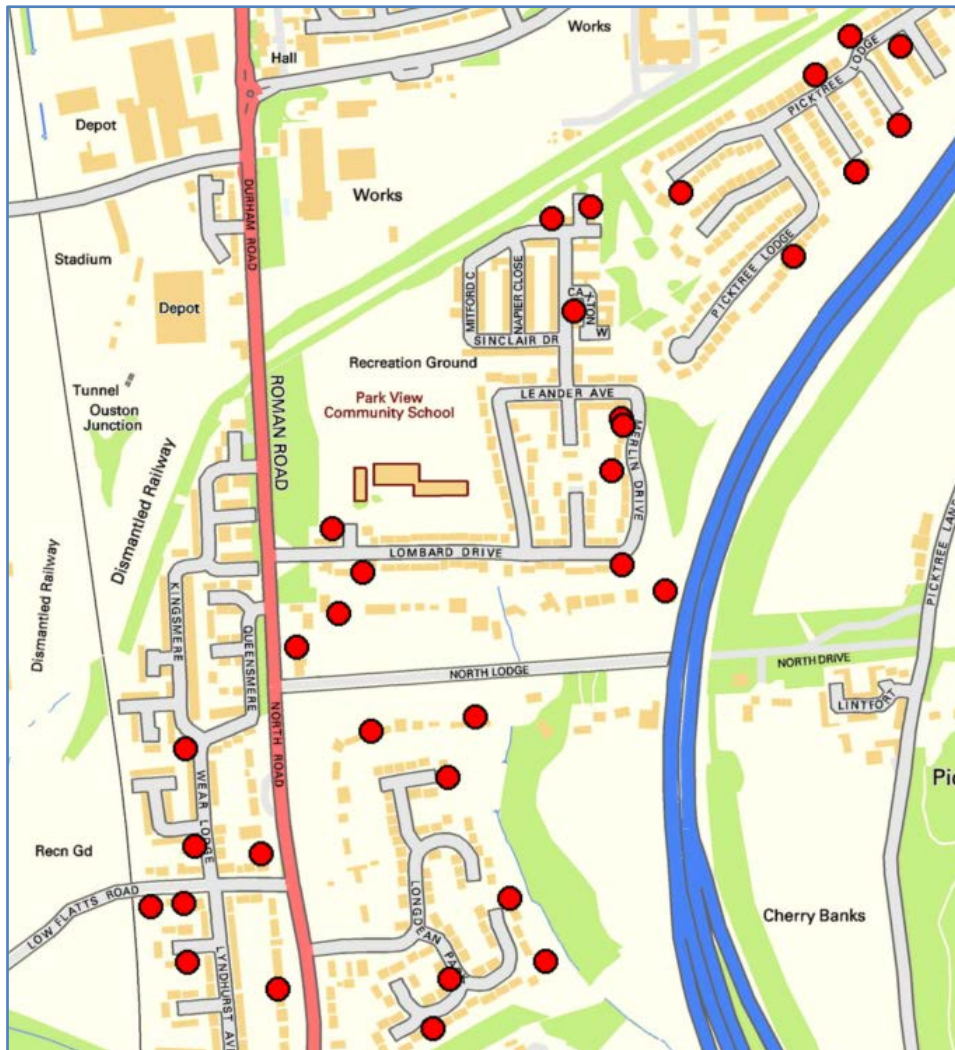 Works
Hall
PICKTREE LODGE
Depot
DURHAM ROAD
Works
Stadium
MITFORD C
NAPIER CLOSE
PICKTREE LODGE
Depot
SINCLAIR DR
W
Recreation Ground
Tunnel
Ouston
Junction
ROMAN ROAD
Park View
Community School
LEANDER AVE
MERLIN DRIVE
Dismantled Railway
PICKTREE LANE
LOMBARD DRIVE
Dismantled Railway
KINGSMERE
QUEENSMERE
NORTH LODGE
NORTH DRIVE
LINTFORT
NORTH ROAD
WEAR LODGE
Pic
Recn Gd
LOW FLATTS ROAD
LONGDEAN PARK
Cherry Banks
LYNDHURST AV